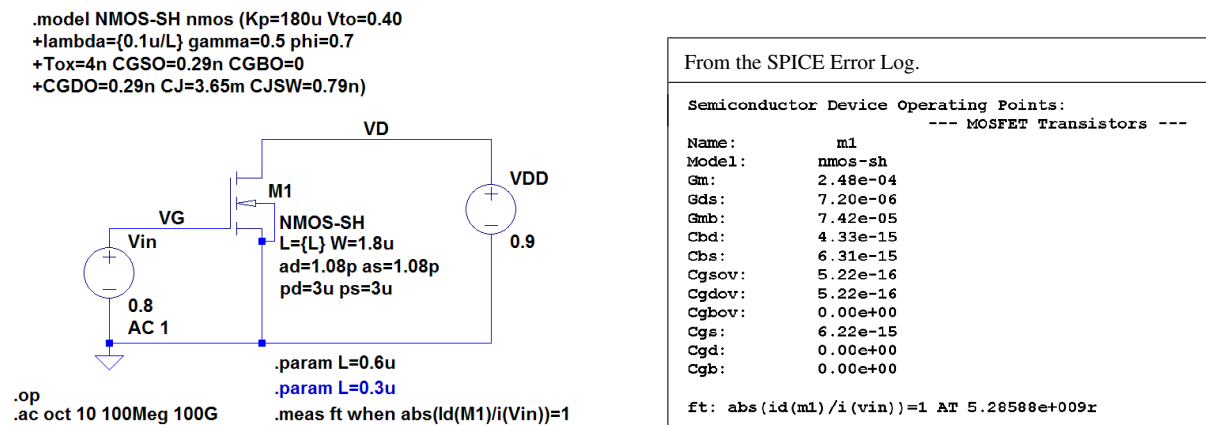 .model NMOS-SH nmos (Kp=180u Vto=0.40
+lambda={0.1u/L} gamma=0.5 phi=0.7
+Tox=4n CGSO=0.29n CGBO=0
+CGDO=0.29n CJ=3.65m CJSW=0.79n)
VD
VDD
0.9
M1
NMOS-SH
L={L} W=1.8u
ad=1.08p as=1.08p
pd=3u ps=3u
VG
Vin
0.8
AC 1
.param L=0.6u
.param L=0.3u
.op
.ac oct 10 100Meg 100G
.meas ft when abs(Id(M1)/i(Vin))=1
From the SPICE Error Log.
Semiconductor Device Operating Points:
--- MOSFET Transistors ---
Name: m1
Model: nmos-sh
Gm: 2.48e-04
Gds: 7.20e-06
Gmb: 7.42e-05
Cbd: 4.33e-15
Cbs: 6.31e-15
Cgsov: 5.22e-16
Cgdov: 5.22e-16
Cgbov: 0.00e+00
Cgs: 6.22e-15
Cgd: 0.00e+00
Cgb: 0.00e+00
ft: abs(id(m1)/i(vin))=1 AT 5.28588e+009r